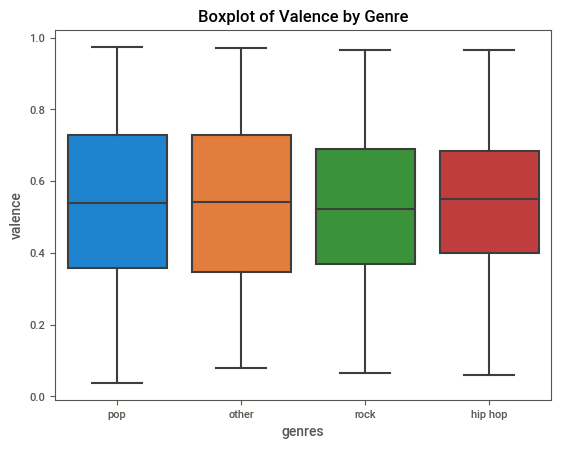 Boxplot of Valence by Genre
valence
1.0
0.8
0.6
0.4
0.2
0.0
pop other rock hip hop
genres